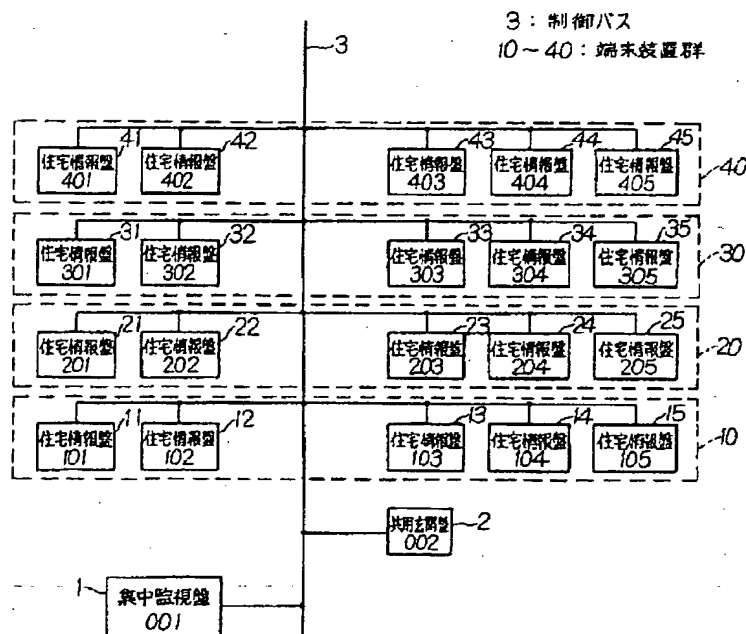 3
3：制御バス
10～40：端末装置群
41 42 43 44 45
住宅情報盤 住宅情報盤 住宅情報盤 住宅情報盤 住宅情報盤
401 402 403 404 405
40
31 32 33 34 35
住宅情報盤 住宅情報盤 住宅情報盤 住宅情報盤 住宅情報盤
301 302 303 304 305
30
21 22 23 24 25
住宅情報盤 住宅情報盤 住宅情報盤 住宅情報盤 住宅情報盤
201 202 203 204 205
20
11 12 13 14 15
住宅情報盤 住宅情報盤 住宅情報盤 住宅情報盤 住宅情報盤
101 102 103 104 105
10
共用玄関盤
002
2
1
集中監視盤
001